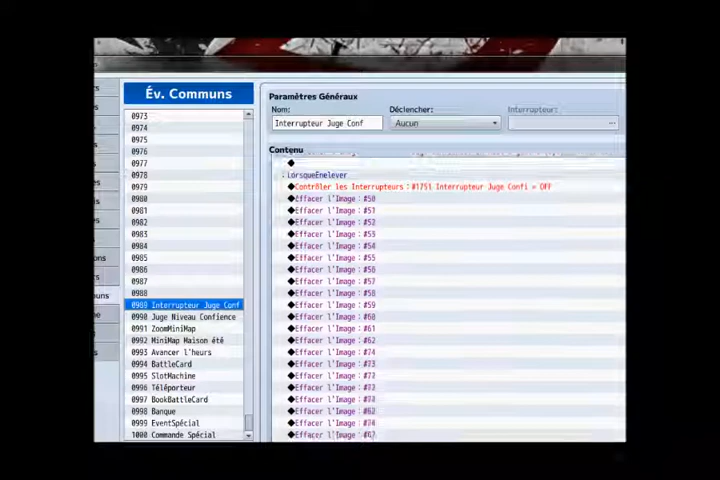 Év. Communs
0973
0974
0975
0976
0977
0978
0979
0980
0981
0982
0983
0984
0985
0986
0987
0988
0989 Interrupteur Juge Conf
0990 Juge Niveau Confience
0991 ZoomMiniMap
0992 MiniMap Maison été
0993 Avancer l'heurs
0994 BattleCard
0995 SlotMachine
0996 Téléporteur
0997 BookBattleCard
0998 Banque
0999 EventSpécial
1000 Commande Spécial
Paramètres Généraux
Nom:
Déclencher:
Interrupteur:
Interrupteur Juge Conf
Aucun
...
Contenu
◆
: LorsqueEnelever
◆Contrôler les Interrupteurs : #1751 Interrupteur Juge Confi = OFF
◆Effacer l'Image : #50
◆Effacer l'Image : #51
◆Effacer l'Image : #52
◆Effacer l'Image : #53
◆Effacer l'Image : #54
◆Effacer l'Image : #55
◆Effacer l'Image : #56
◆Effacer l'Image : #57
◆Effacer l'Image : #58
◆Effacer l'Image : #59
◆Effacer l'Image : #60
◆Effacer l'Image : #61
◆Effacer l'Image : #62
◆Effacer l'Image : #74
◆Effacer l'Image : #73
◆Effacer l'Image : #72
◆Effacer l'Image :
◆Effacer l'Image :
◆Effacer l'Image :
◆Effacer l'Image :
◆Effacer l'Image :